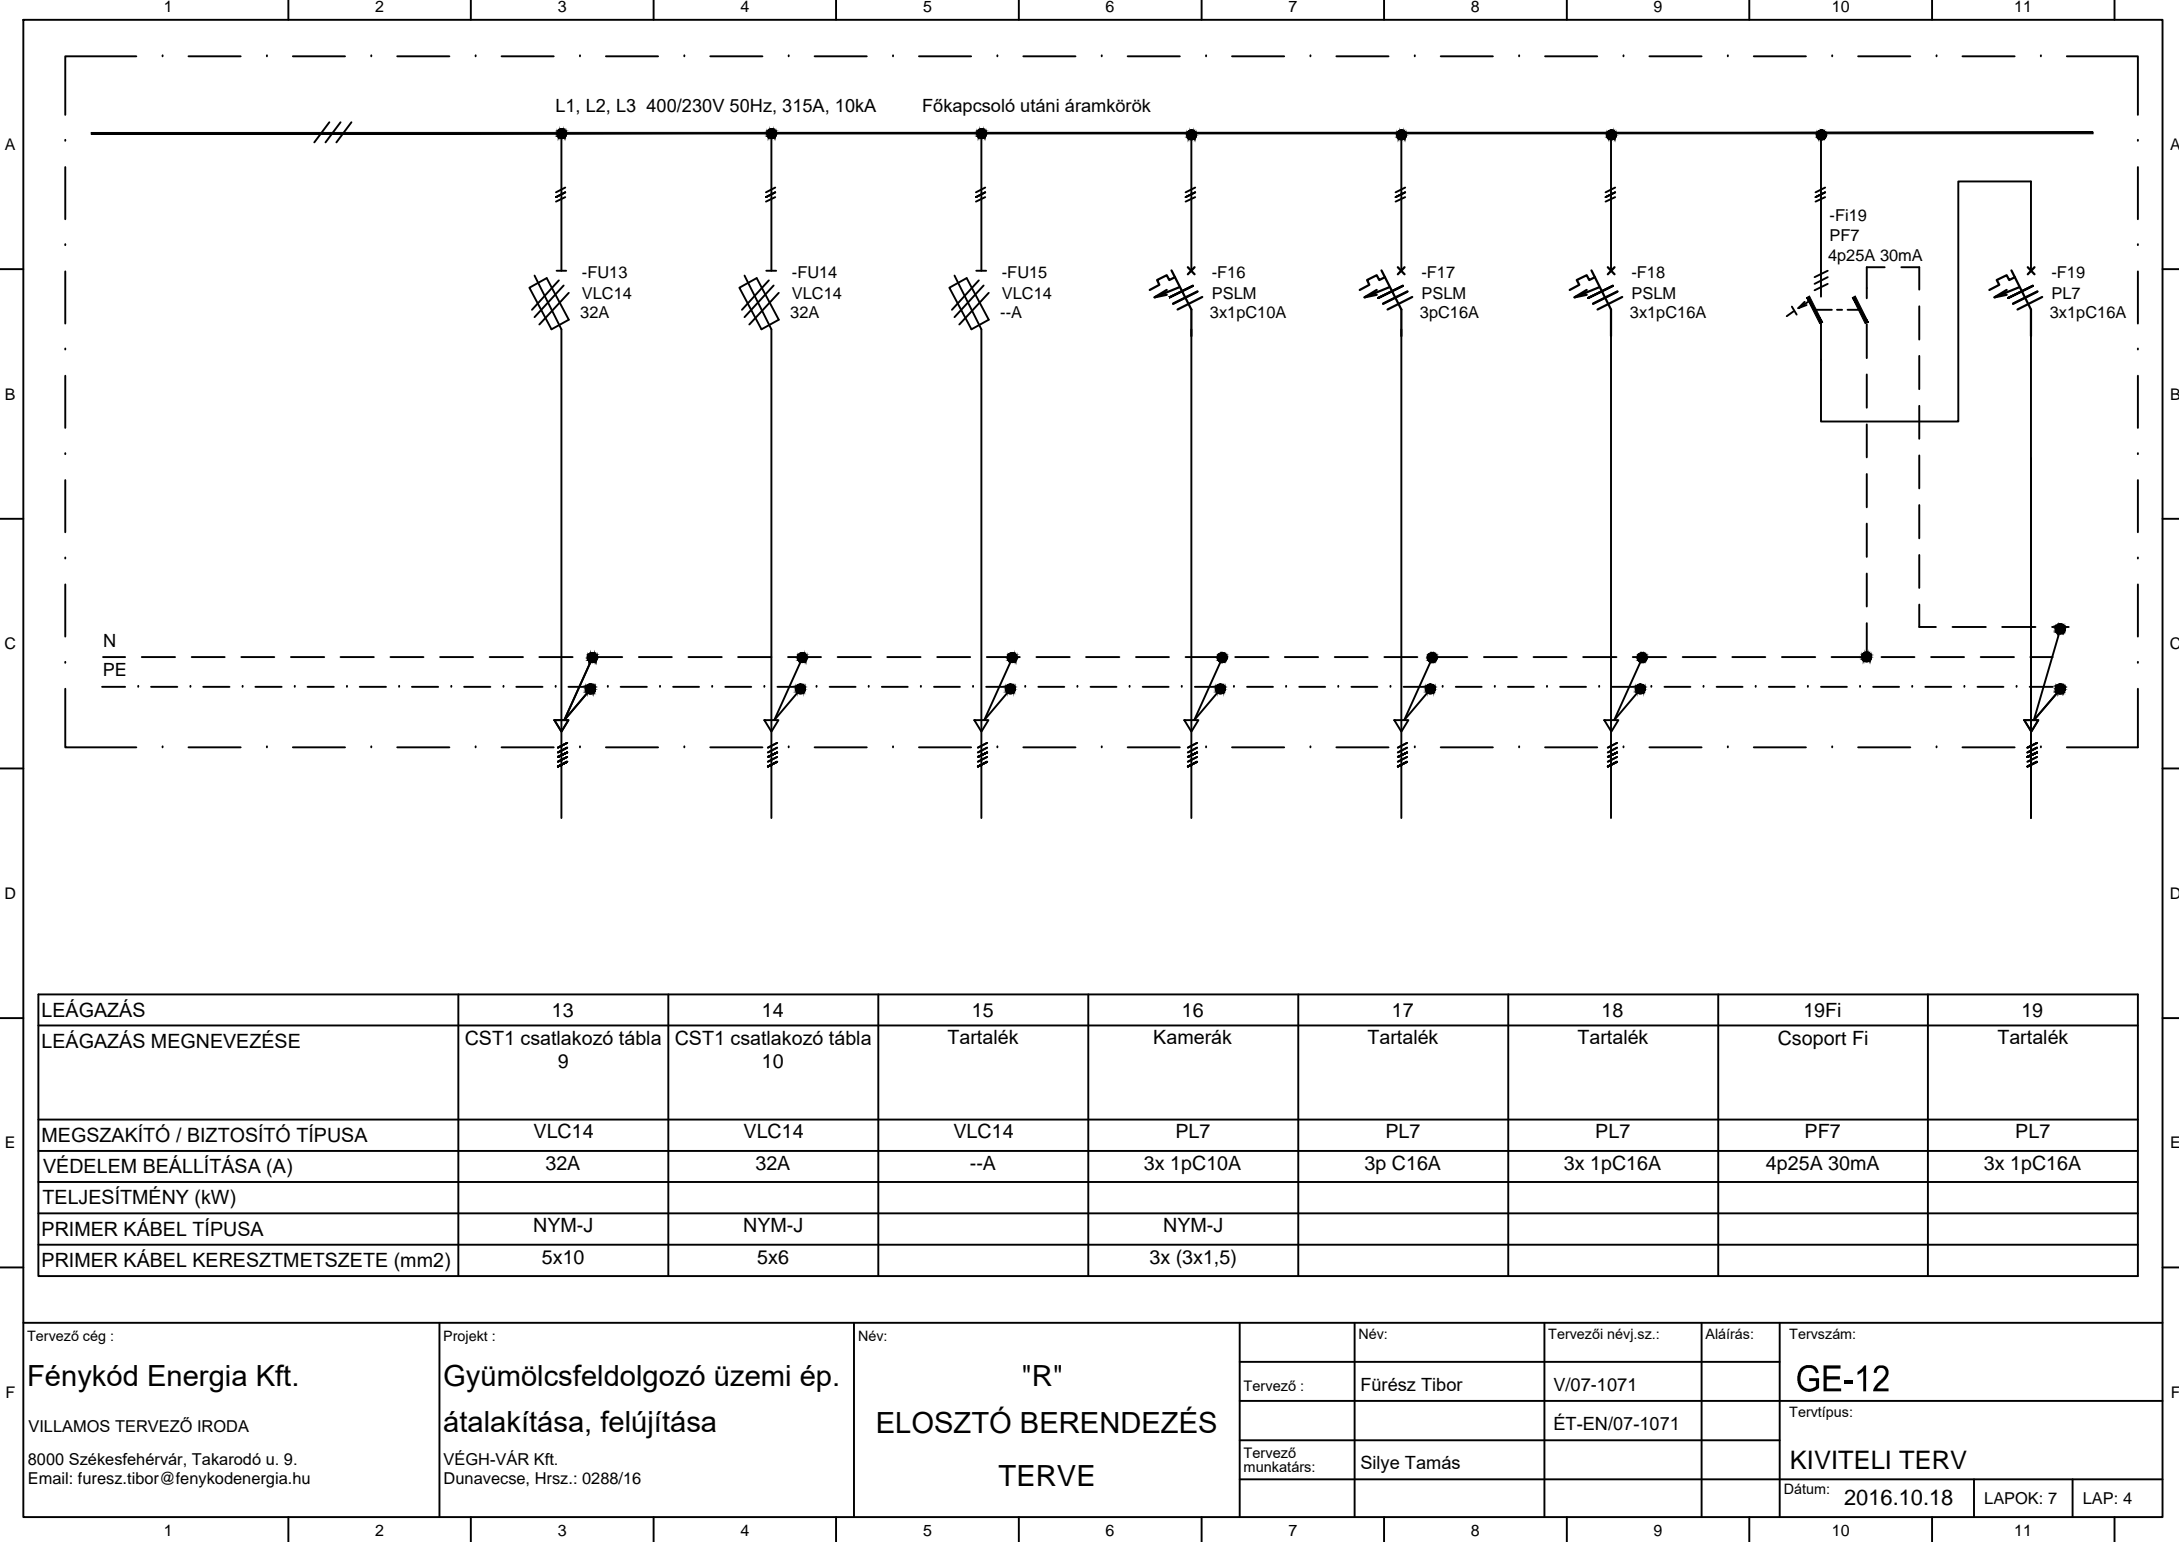 1 2 3 4 5 6 7 8 9 10 11
L1, L2, L3 400/230V 50Hz, 315A, 10kA Főkapcsoló utáni áramkörök
A A
-FU13
VLC14
32A
-FU14
VLC14
32A
-FU15
VLC14
--A
-F16
PSLM
3x1pC10A
-F17
PSLM
3pC16A
-F18
PSLM
3x1pC16A
-Fi19
PF7
4p25A 30mA
-F19
PL7
3x1pC16A
B B
C C
N
PE
D D
LEÁGAZÁS 13 14 15 16 17 18 19Fi 19
LEÁGAZÁS MEGNEVEZÉSE CST1 csatlakozó tábla CST1 csatlakozó tábla Tartalék Kamerák Tartalék Tartalék Csoport Fi Tartalék
9 10
E E
MEGSZAKÍTÓ / BIZTOSÍTÓ TÍPUSA VLC14 VLC14 VLC14 PL7 PL7 PL7 PF7 PL7
VÉDELEM BEÁLLÍTÁSA (A) 32A 32A --A 3x 1pC10A 3p C16A 3x 1pC16A 4p25A 30mA 3x 1pC16A
TELJESÍTMÉNY (kW)
PRIMER KÁBEL TÍPUSA NYM-J NYM-J NYM-J
PRIMER KÁBEL KERESZTMETSZETE (mm2) 5x10 5x6 3x (3x1,5)
F F
Tervező cég :
Fénykód Energia Kft.
VILLAMOS TERVEZŐ IRODA
8000 Székesfehérvár, Takarodó u. 9.
Email: furesz.tibor@fenykodenergia.hu
Projekt :
Gyümölcsfeldolgozó üzemi ép.
átalakítása, felújítása
VÉGH-VÁR Kft.
Dunavecse, Hrsz.: 0288/16
Név:
"R"
ELOSZTÓ BERENDEZÉS
TERVE
Név: Tervezői névj.sz.: Aláírás:
Tervező : Fürész Tibor V/07-1071
ÉT-EN/07-1071
Tervező
munkatárs: Silye Tamás
Tervszám:
GE-12
Tervtípus:
KIVITELI TERV
Dátum: 2016.10.18 LAPOK: 7 LAP: 4
1 2 3 4 5 6 7 8 9 10 11